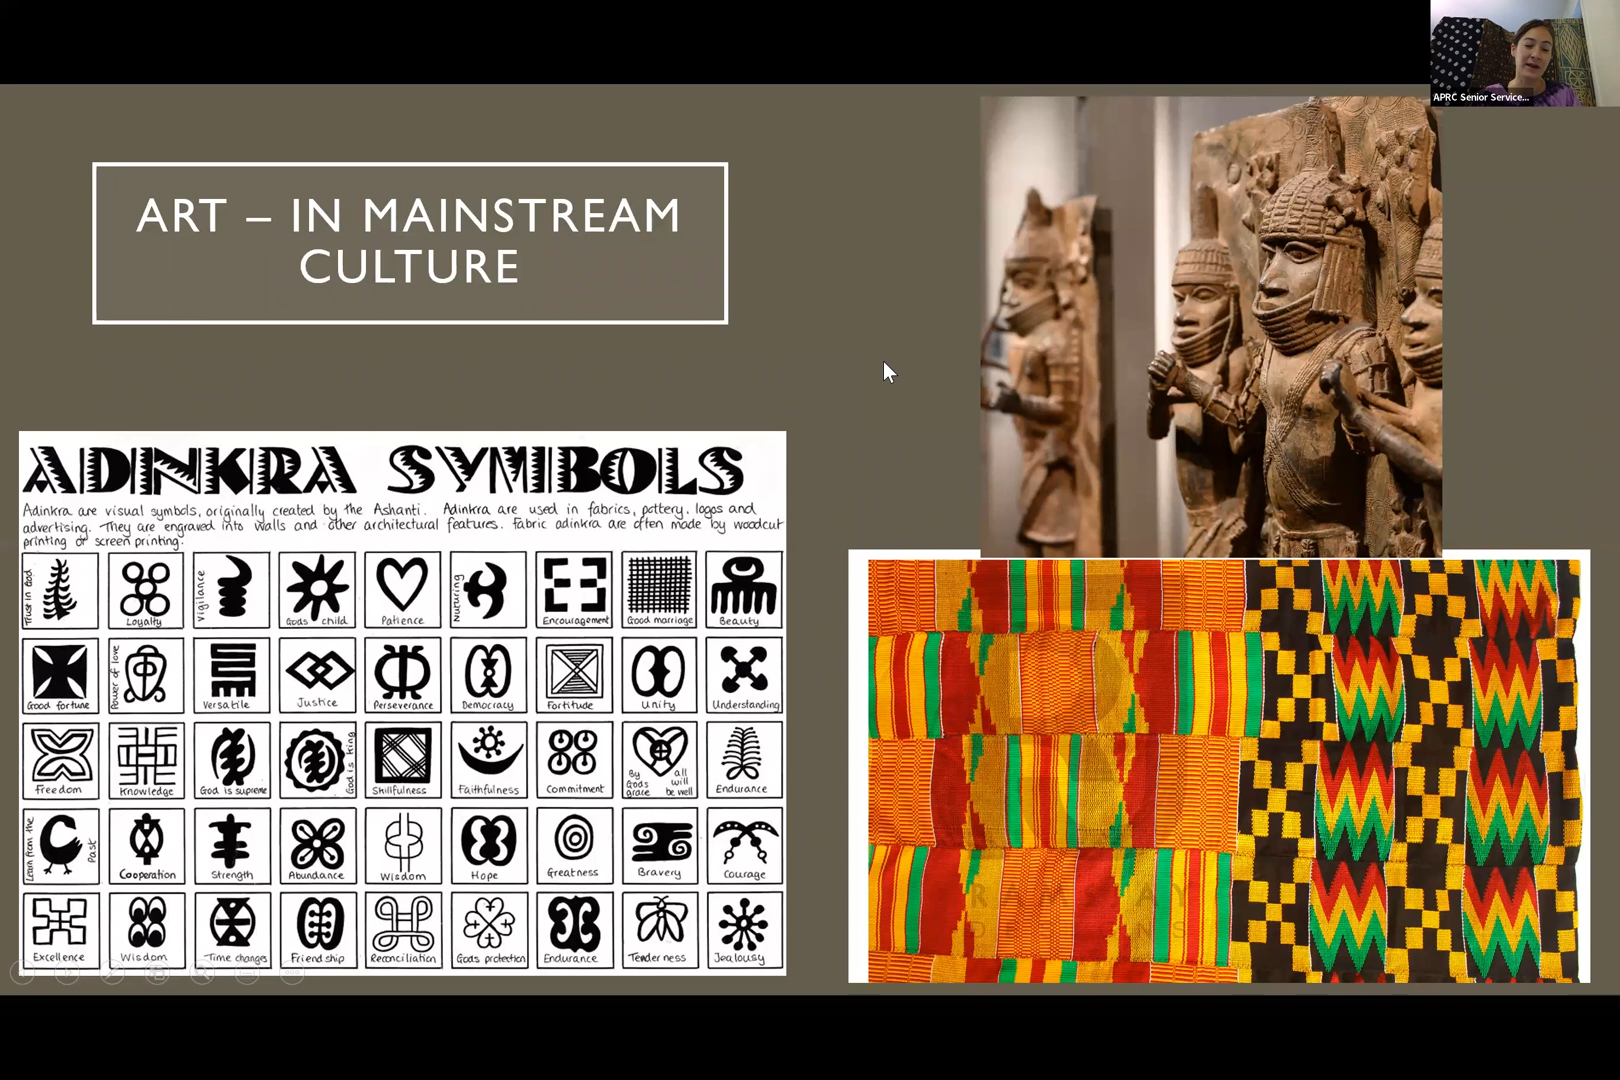 APRC Senior Service...
ART – IN MAINSTREAM
CULTURE
ADINKRA SYMBOLS
Adinkra are visual symbols, originally created by the Ashanti. Adinkra are used in fabrics, pottery, logos and
advertising. They are engraved into walls and other architectural features. Fabric adinkra are often made by woodcut
printing or screen printing.
Trust in God
Loyalty
Vigilance
Gods child
Patience
Nurturing
Encouragement
Good marriage
Beauty
Good fortune
Power of love
Versatile
Justice
Perseverance
Democracy
Fortitude
Unity
Understanding
Freedom
Knowledge
God is supreme
God is king
Skillfulness
Faithfulness
Commitment
By Gods grace all will be well
Endurance
Learn from the Past
Cooperation
Strength
Abundance
Wisdom
Hope
Greatness
Bravery
Courage
Excellence
Wisdom
Time changes
Friendship
Reconciliation
Gods protection
Endurance
Tenderness
Jealousy